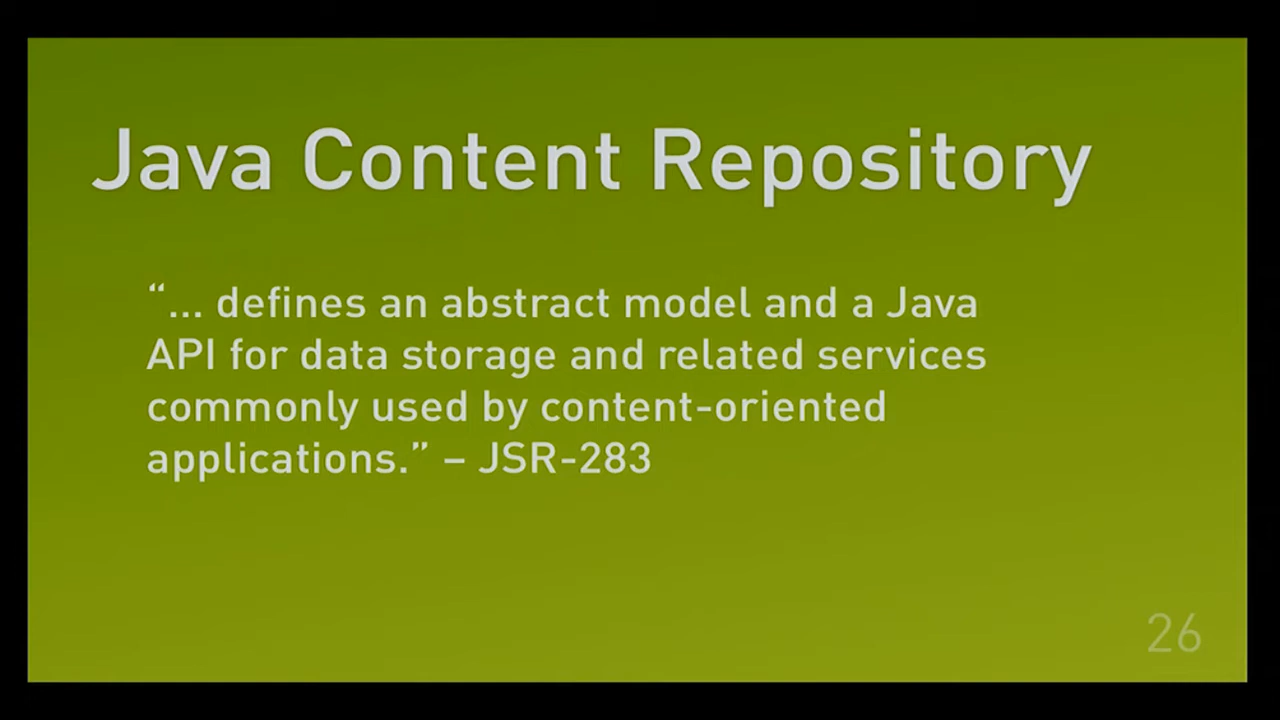 Java Content Repository
“... defines an abstract model and a Java
API for data storage and related services
commonly used by content-oriented
applications.” – JSR-283
26